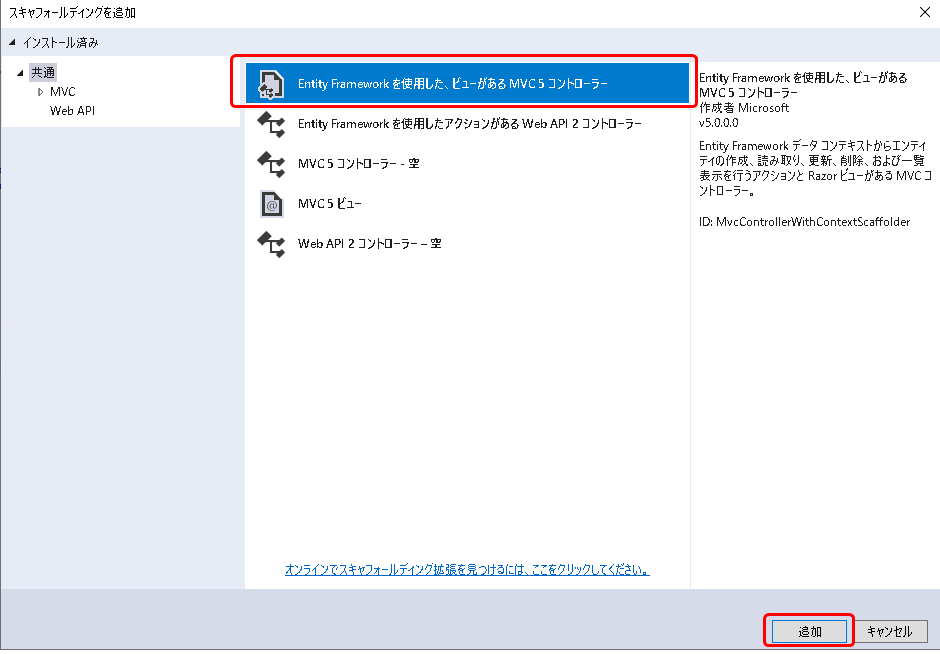 スキャフォールディングを追加
インストール済み
共通
MVC
Web API
Entity Framework を使用した、ビューがある MVC 5 コントローラー
Entity Framework を使用したアクションがある Web API 2 コントローラー
MVC 5 コントローラー - 空
MVC 5 ビュー
Web API 2 コントローラー – 空
オンラインでスキャフォールディング拡張を見つけるには、ここをクリックしてください。
Entity Framework を使用した、ビューがある
MVC 5 コントローラー
作成者 Microsoft
v5.0.0.0
Entity Framework データ コンテキストからエンティ
ティの作成、読み取り、更新、削除、および一覧
表示を行うアクションと Razor ビューがある MVC コ
ントローラー。
ID: MvcControllerWithContextScaffolder
追加
キャンセル